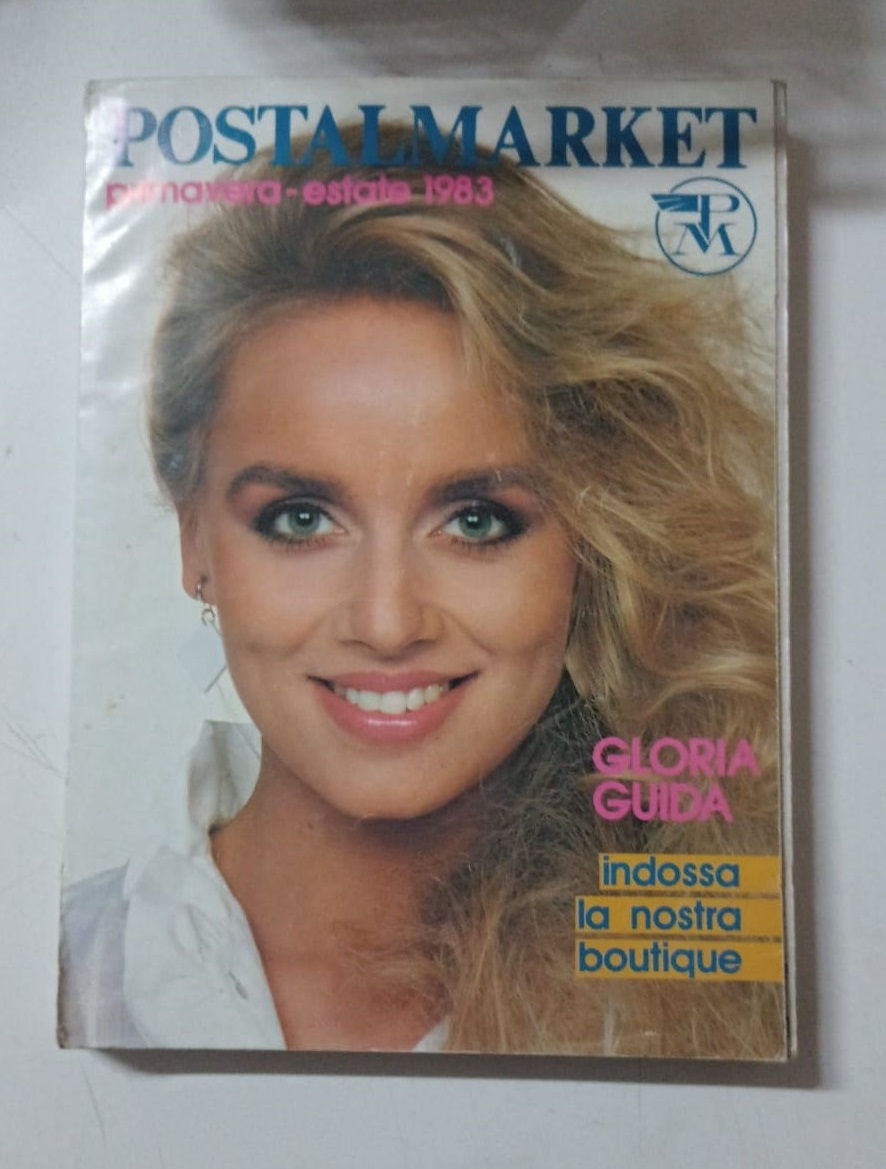 POSTALMARKET
primavera-estate 1983
PM
GLORIA
GUIDA
indossa
la nostra
boutique